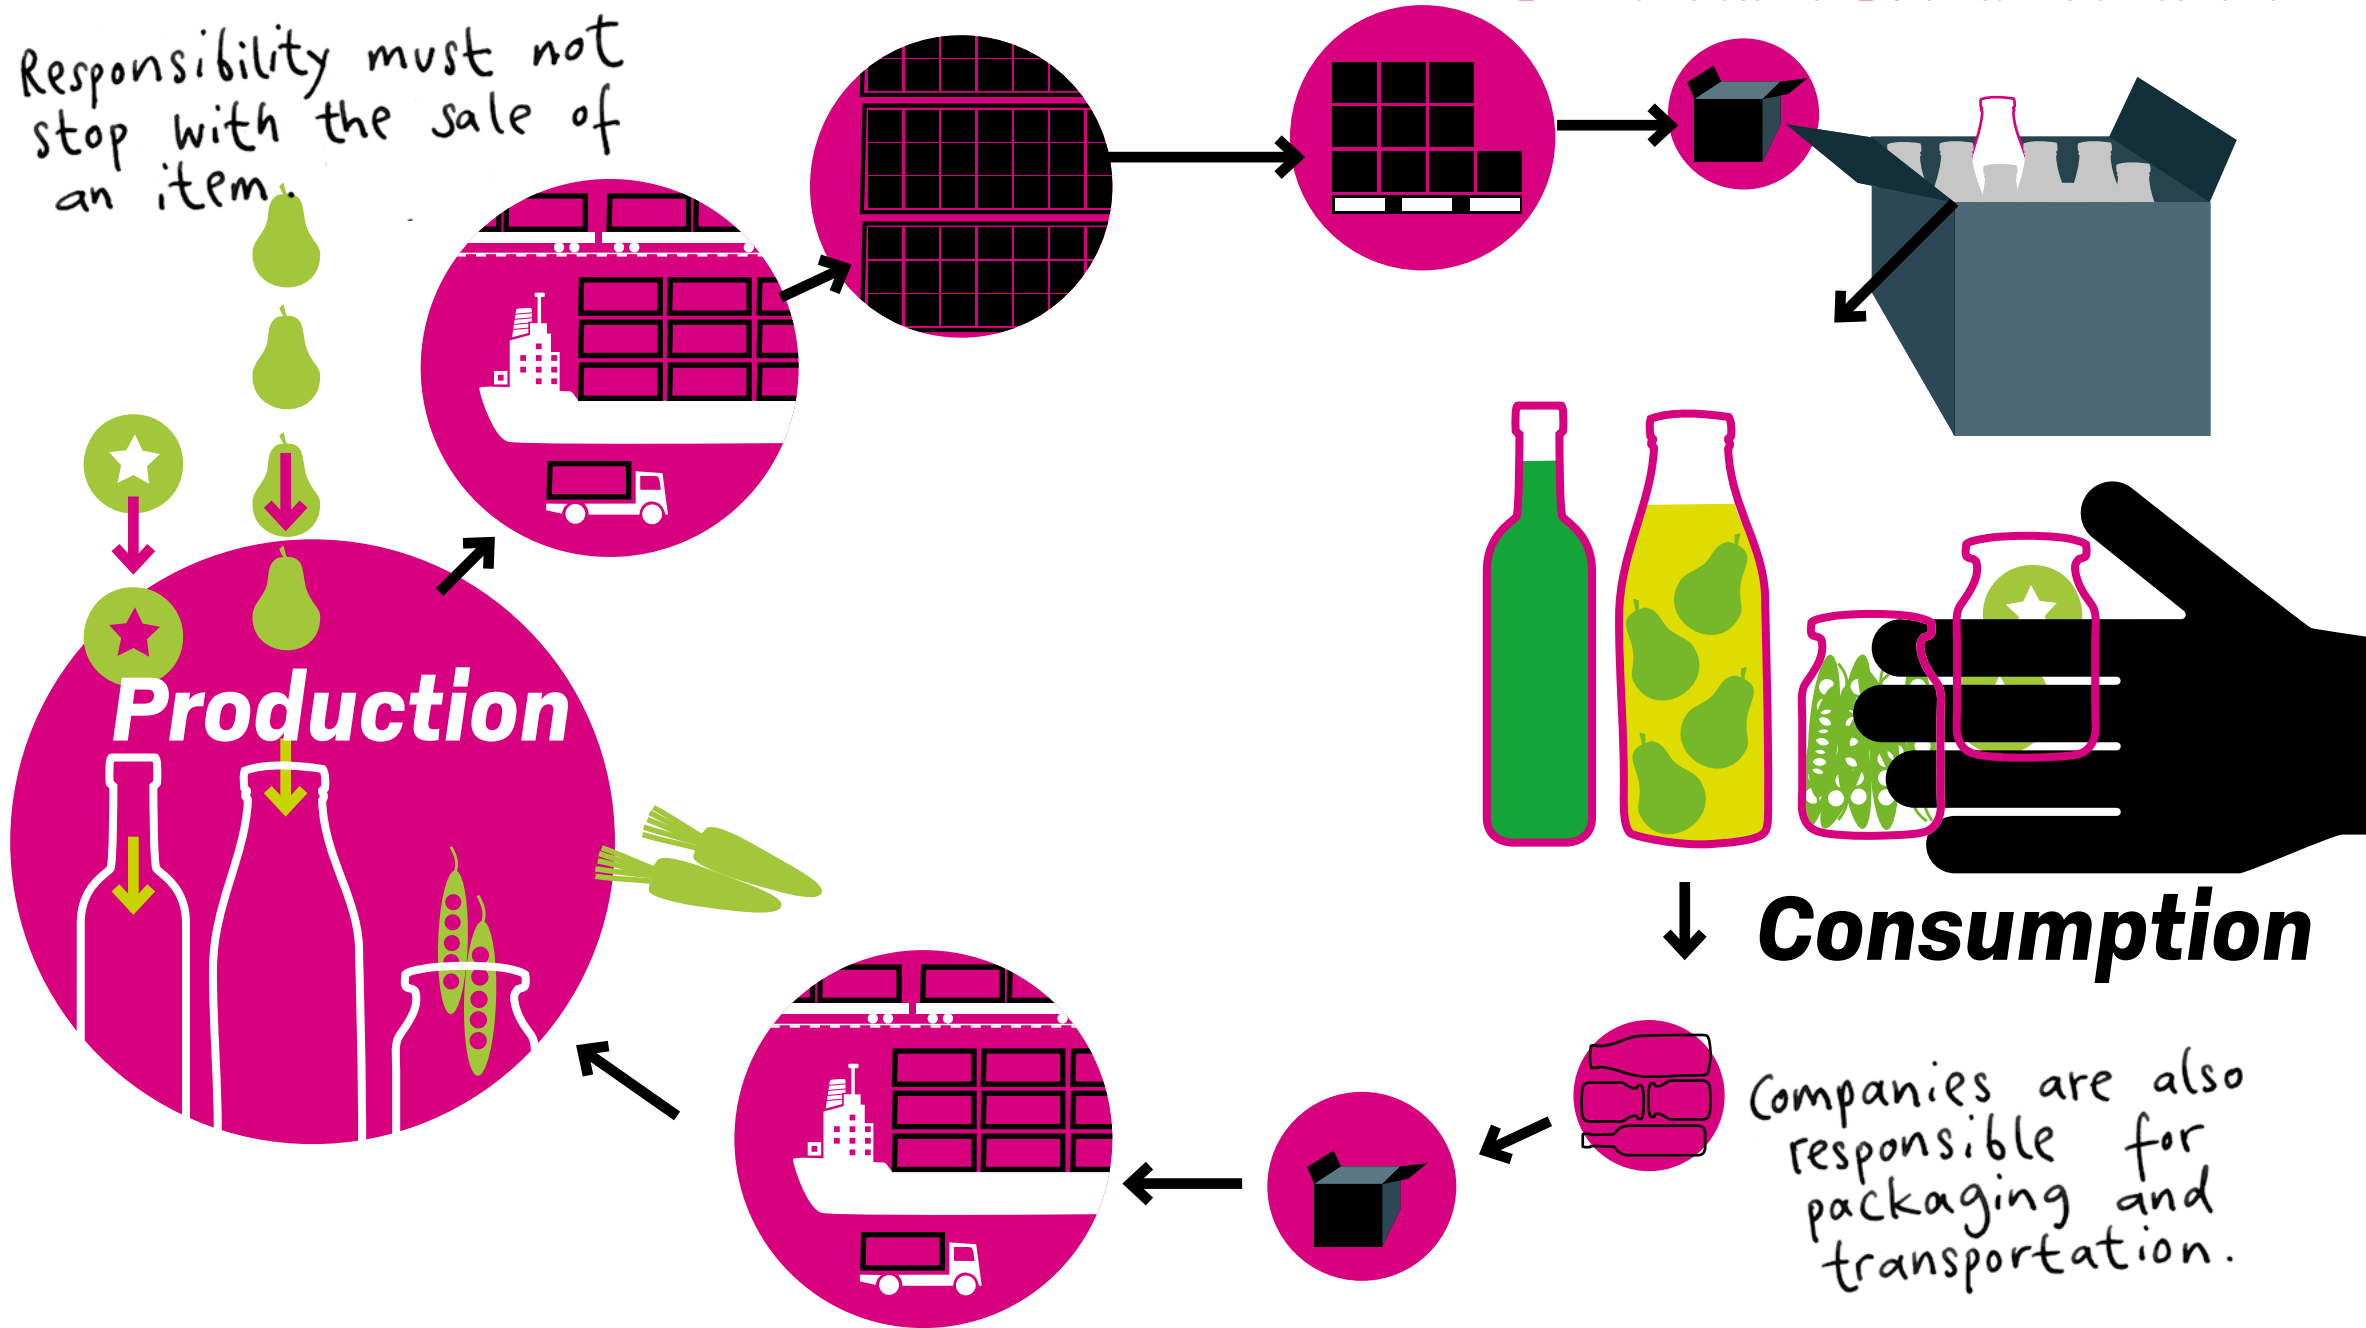 Responsibility must not
stop with the sale of
an item.
Production
Consumption
Companies are also
responsible for
packaging and
transportation.